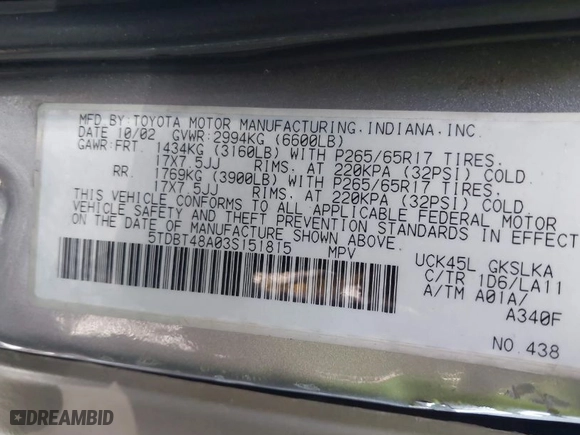 MFD.BY:TOYOTA MOTOR MANUFACTURING,INDIANA,INC.
DATE 10/02 GVWR:2994KG (6600LB)
GAWR:FRT. 1434KG (3160LB) WITH P265/65R17 TIRES.
17X7.5JJ RIMS. AT 220KPA (32PSI) COLD
RR. 1769KG (3900LB) WITH P265/65R17 TIRES.
17X7.5JJ RIMS. AT 220KPA (32PSI) COLD.
THIS VEHICLE CONFORMS TO ALL APPLICABLE FEDERAL MOTOR
VEHICLE SAFETY AND THEFT PREVENTION STANDARDS IN EFFECT
ON THE DATE OF MANUFACTURE SHOWN ABOVE.
5TDBT48A03S151815 MPV
UCK45L GKSLKA
C/TR 1D6/LA11
A/TM A01A/
A340F
NO.438
DREAMBID